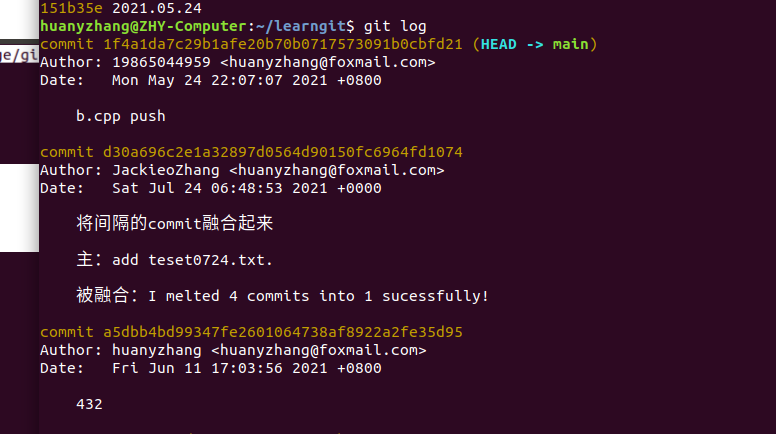 151b35e 2021.05.24
huanyzhang@ZHY-Computer:~/learngit$ git log
commit 1f4a1da7c29b1afe20b70b0717573091b0cbfd21 (HEAD -> main)
ge/gi
Author: 19865044959 <huanyzhang@foxmail.com>
Date:   Mon May 24 22:07:07 2021 +0800
b.cpp push
commit d30a696c2e1a32897d0564d90150fc6964fd1074
Author: JackieoZhang <huanyzhang@foxmail.com>
Date:   Sat Jul 24 06:48:53 2021 +0000
将间隔的commit融合起来
主：add teset0724.txt.
被融合：I melted 4 commits into 1 sucessfully!
commit a5dbb4bd99347fe2601064738af8922a2fe35d95
Author: huanyzhang <huanyzhang@foxmail.com>
Date:   Fri Jun 11 17:03:56 2021 +0800
432